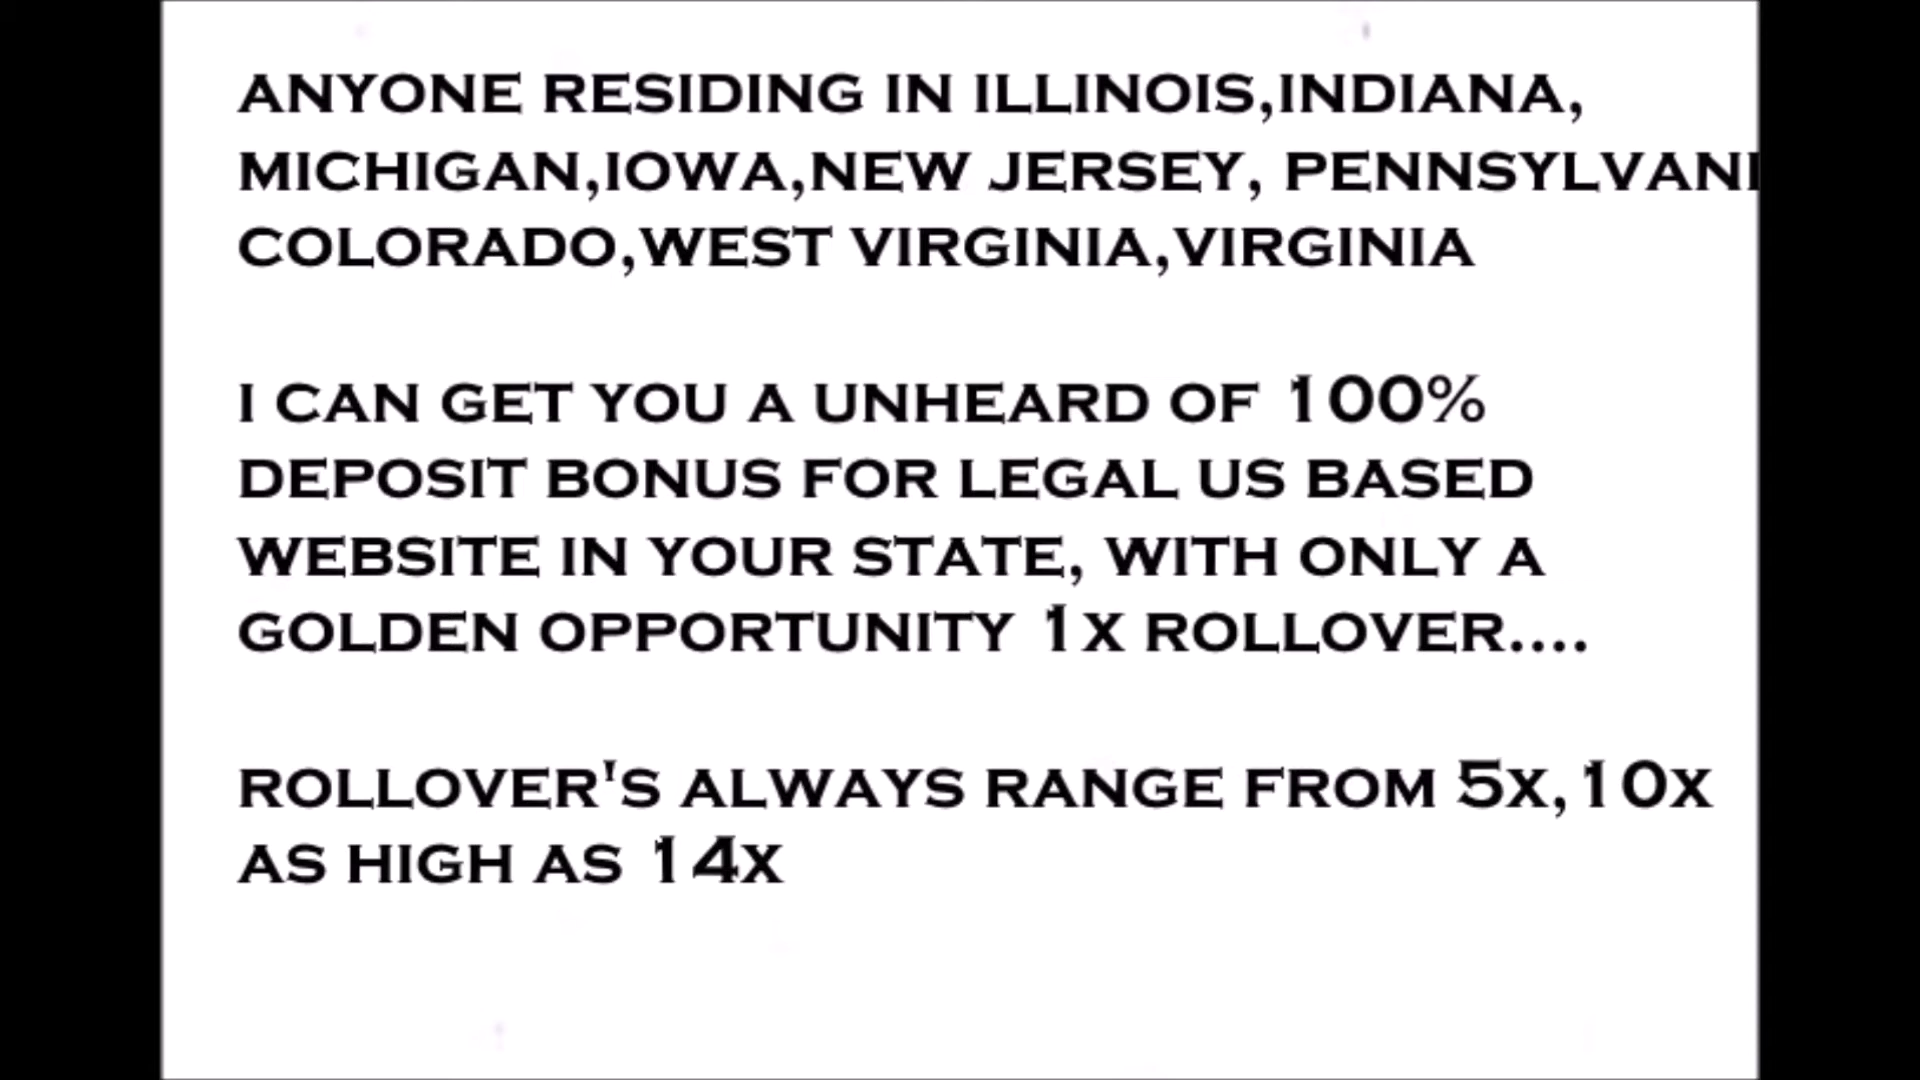 ANYONE RESIDING IN ILLINOIS,INDIANA,
MICHIGAN,IOWA,NEW JERSEY, PENNSYLVANI
COLORADO,WEST VIRGINIA,VIRGINIA
I CAN GET YOU A UNHEARD OF 100%
DEPOSIT BONUS FOR LEGAL US BASED
WEBSITE IN YOUR STATE, WITH ONLY A
GOLDEN OPPORTUNITY 1X ROLLOVER....
ROLLOVER'S ALWAYS RANGE FROM 5X,10X
AS HIGH AS 14X